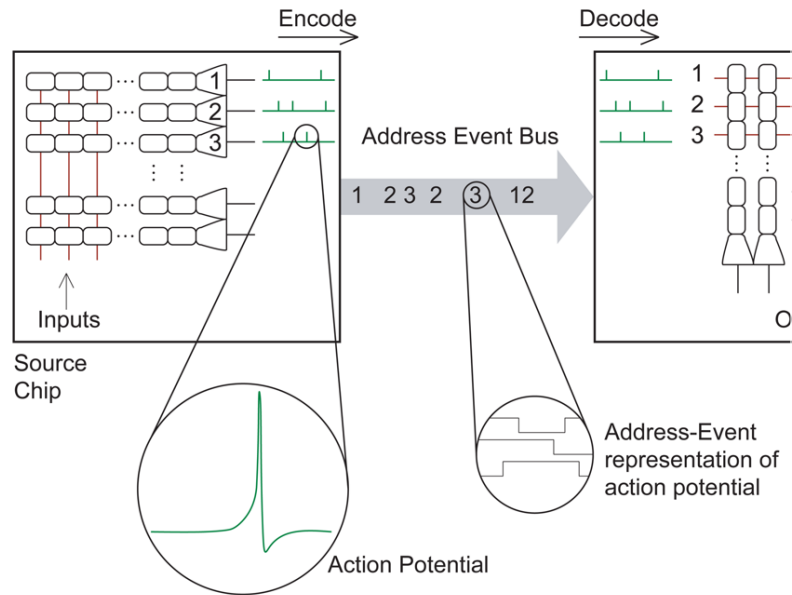 Encode
Decode
1
2
3
Address Event Bus
1 2 3 2 3 12
1
2
3
Inputs
O
Source
Chip
Address-Event
representation of
action potential
Action Potential